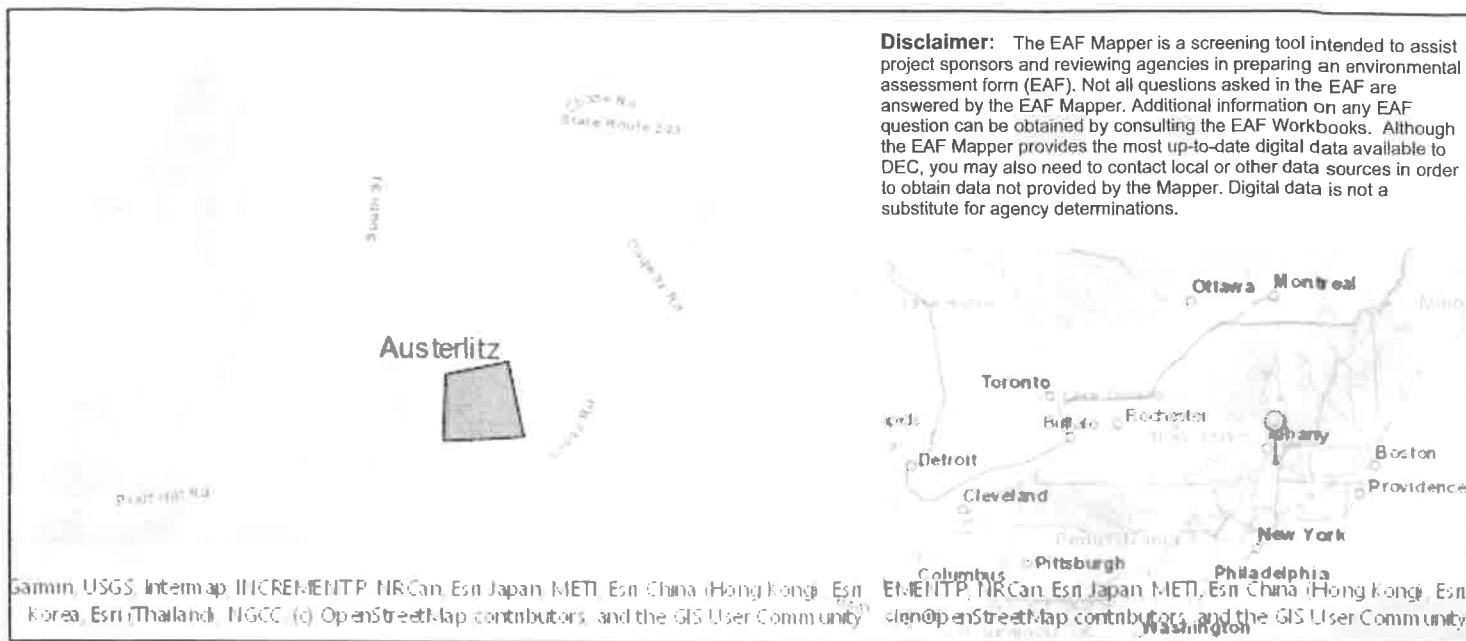 Disclaimer: The EAF Mapper is a screening tool intended to assist
project sponsors and reviewing agencies in preparing an environmental
assessment form (EAF). Not all questions asked in the EAF are
answered by the EAF Mapper. Additional information on any EAF
question can be obtained by consulting the EAF Workbooks. Although
the EAF Mapper provides the most up-to-date digital data available to
DEC, you may also need to contact local or other data sources in order
to obtain data not provided by the Mapper. Digital data is not a
substitute for agency determinations.
State Route 203
South St
Austerlitz
Pratt Hill Rd
Garmin, USGS, Intermap, INCREMENT P, NRCan, Esri Japan, METI, Esri China (Hong Kong), Esri
Korea, Esri (Thailand), NGCC, (c) OpenStreetMap contributors, and the GIS User Community
Ottawa
Montreal
Toronto
Buffalo
Rochester
Albany
Boston
Detroit
Providence
Cleveland
New York
Pittsburgh
Columbus
Philadelphia
EMENT P, NRCan, Esri Japan, METI, Esri China (Hong Kong), Esri
OpenStreetMap contributors, and the GIS User Community
Washington